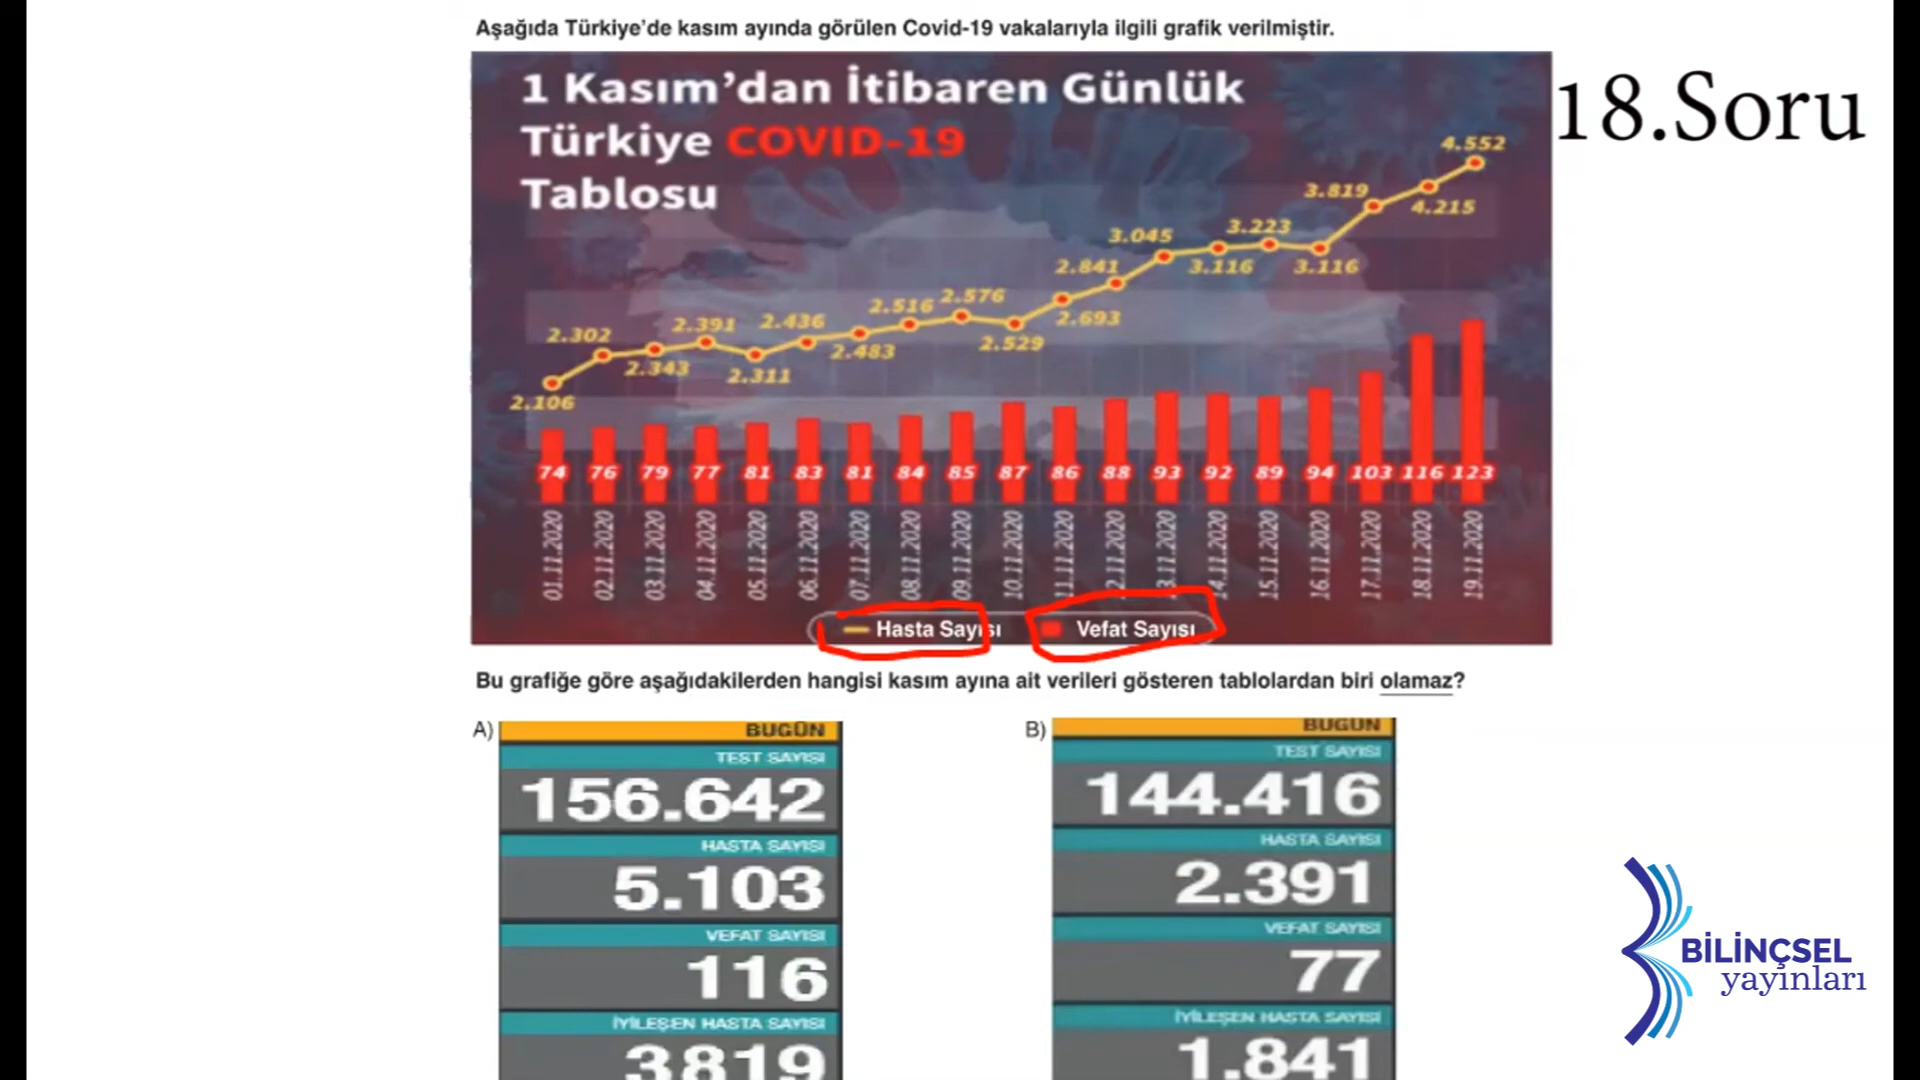 Aşağıda Türkiye’de kasım ayında görülen Covid-19 vakalarıyla ilgili grafik verilmiştir.
18.Soru
1 Kasım’dan İtibaren Günlük
Türkiye COVID-19
Tablosu
2.106
2.302
2.343
2.391
2.311
2.436
2.483
2.516
2.576
2.529
2.693
2.841
3.045
3.116
3.223
3.116
3.819
4.215
4.552
74 76 79 77 81 83 81 84 85 87 86 88 93 92 89 94 103 116 123
01.11.2020
02.11.2020
03.11.2020
04.11.2020
05.11.2020
06.11.2020
07.11.2020
08.11.2020
09.11.2020
10.11.2020
11.11.2020
2.11.2020
3.11.2020
4.11.2020
15.11.2020
16.11.2020
17.11.2020
18.11.2020
19.11.2020
Hasta Sayısı Vefat Sayısı
Bu grafiğe göre aşağıdakilerden hangisi kasım ayına ait verileri gösteren tablolardan biri olamaz?
A)
BUGÜN
TEST SAYISI
156.642
HASTA SAYISI
5.103
VEFAT SAYISI
116
İYİLEŞEN HASTA SAYISI
3.819
B)
BUGÜN
TEST SAYISI
144.416
HASTA SAYISI
2.391
VEFAT SAYISI
77
İYİLEŞEN HASTA SAYISI
1.841
BİLİNÇSEL
yayınları